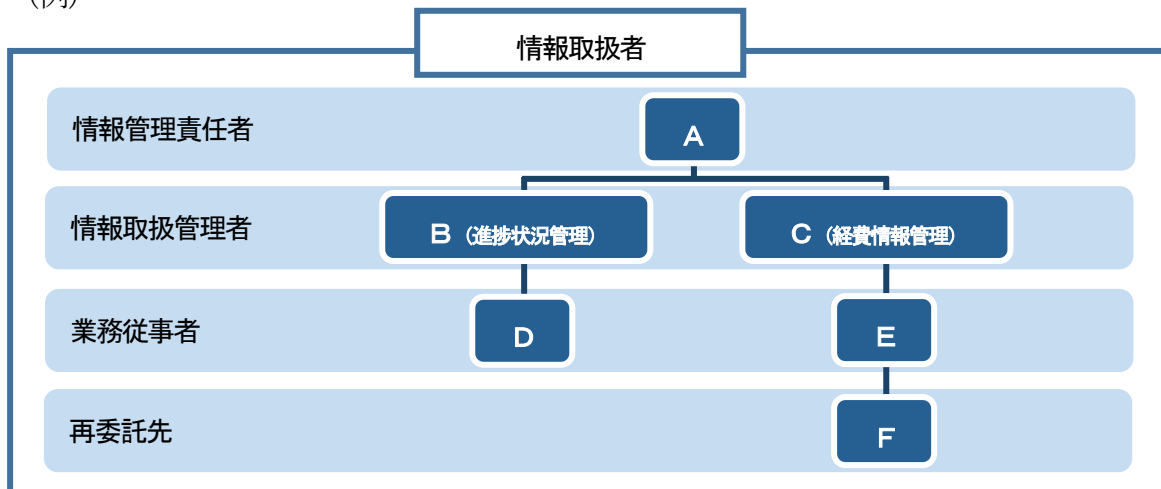 （例）
情報取扱者
情報管理責任者
Ａ
情報取扱管理者
Ｂ（進捗状況管理）
Ｃ（経費情報管理）
業務従事者
Ｄ
Ｅ
再委託先
Ｆ